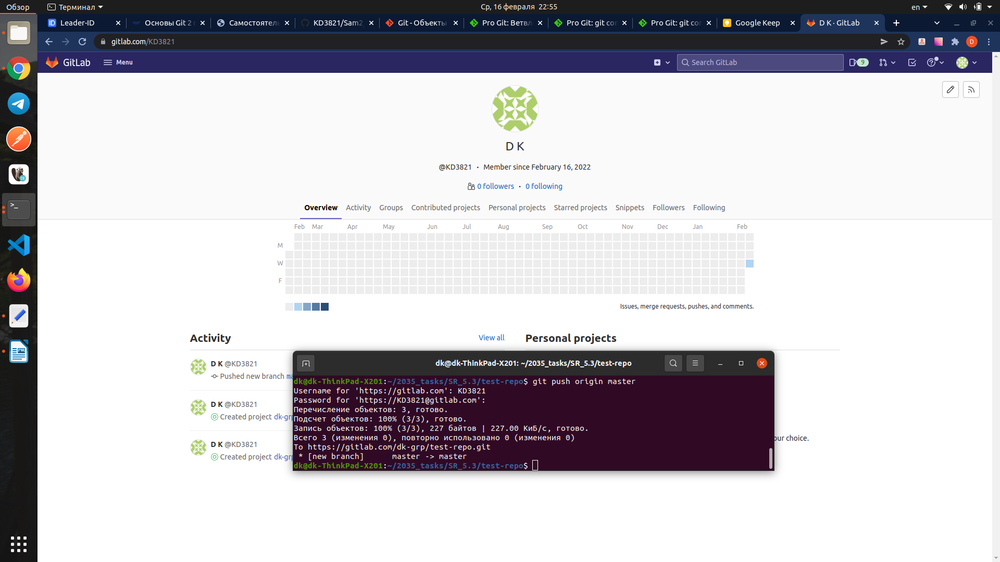 Обзор
Терминал
Ср, 16 февраля 22:55
en
Leader-ID
Основы Git 2
Самостоятель
KD3821/Sam2
Git - Объекты
Pro Git: Ветвл
Pro Git: git con
Pro Git: git con
Google Keep
D K · GitLab
gitlab.com/KD3821
D
GitLab
Menu
Search GitLab
9
D K
@KD3821 · Member since February 16, 2022
0 followers · 0 following
Overview
Activity
Groups
Contributed projects
Personal projects
Starred projects
Snippets
Followers
Following
Feb Mar Apr May Jun Jul Aug Sep Oct Nov Dec Jan Feb
M
W
F
Issues, merge requests, pushes, and comments.
Activity
View all
Personal projects
D K @KD3821
Pushed new branch ma
D K @KD3821
Created project dk-grp
D K @KD3821
Created project dk-grp
our choice.
dk@dk-ThinkPad-X201: ~/2035_tasks/SR_5.3/test-repo
dk@dk-ThinkPad-X201:~/2035_tasks/SR_5.3/test-repo$ git push origin master
Username for 'https://gitlab.com': KD3821
Password for 'https://KD3821@gitlab.com':
Перечисление объектов: 3, готово.
Подсчет объектов: 100% (3/3), готово.
Запись объектов: 100% (3/3), 227 байтов | 227.00 КиБ/с, готово.
Всего 3 (изменения 0), повторно использовано 0 (изменения 0)
To https://gitlab.com/dk-grp/test-repo.git
 * [new branch]      master -> master
dk@dk-ThinkPad-X201:~/2035_tasks/SR_5.3/test-repo$